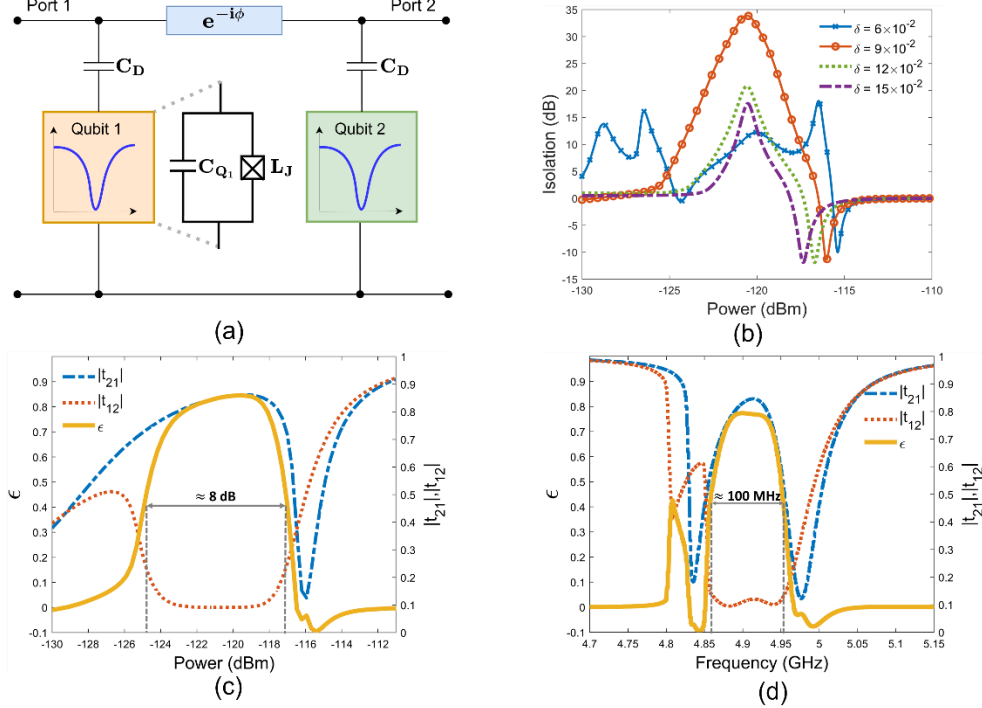 Port 1
Port 2
e^{−iϕ}
C_D
C_D
Qubit 1
C_{Q_1}
L_J
Qubit 2
(a)
Isolation (dB)
35
30
25
20
15
10
5
0
-5
-10
-15
δ = 6×10^{-2}
δ = 9×10^{-2}
δ = 12×10^{-2}
δ = 15×10^{-2}
-130 -125 -120 -115 -110
Power (dBm)
(b)
ϵ
0.9
0.8
0.7
0.6
0.5
0.4
0.3
0.2
0.1
0
-0.1
|t_{21}|
|t_{12}|
ϵ
≈ 8 dB
1
0.9
0.8
0.7
0.6
0.5
0.4
0.3
0.2
0.1
0
|t_{21}|,|t_{12}|
-130 -128 -126 -124 -122 -120 -118 -116 -114 -112
Power (dBm)
(c)
ϵ
0.9
0.8
0.7
0.6
0.5
0.4
0.3
0.2
0.1
0
-0.1
|t_{21}|
|t_{12}|
ϵ
≈ 100 MHz
1
0.9
0.8
0.7
0.6
0.5
0.4
0.3
0.2
0.1
0
|t_{21}|,|t_{12}|
4.7 4.75 4.8 4.85 4.9 4.95 5 5.05 5.1 5.15
Frequency (GHz)
(d)